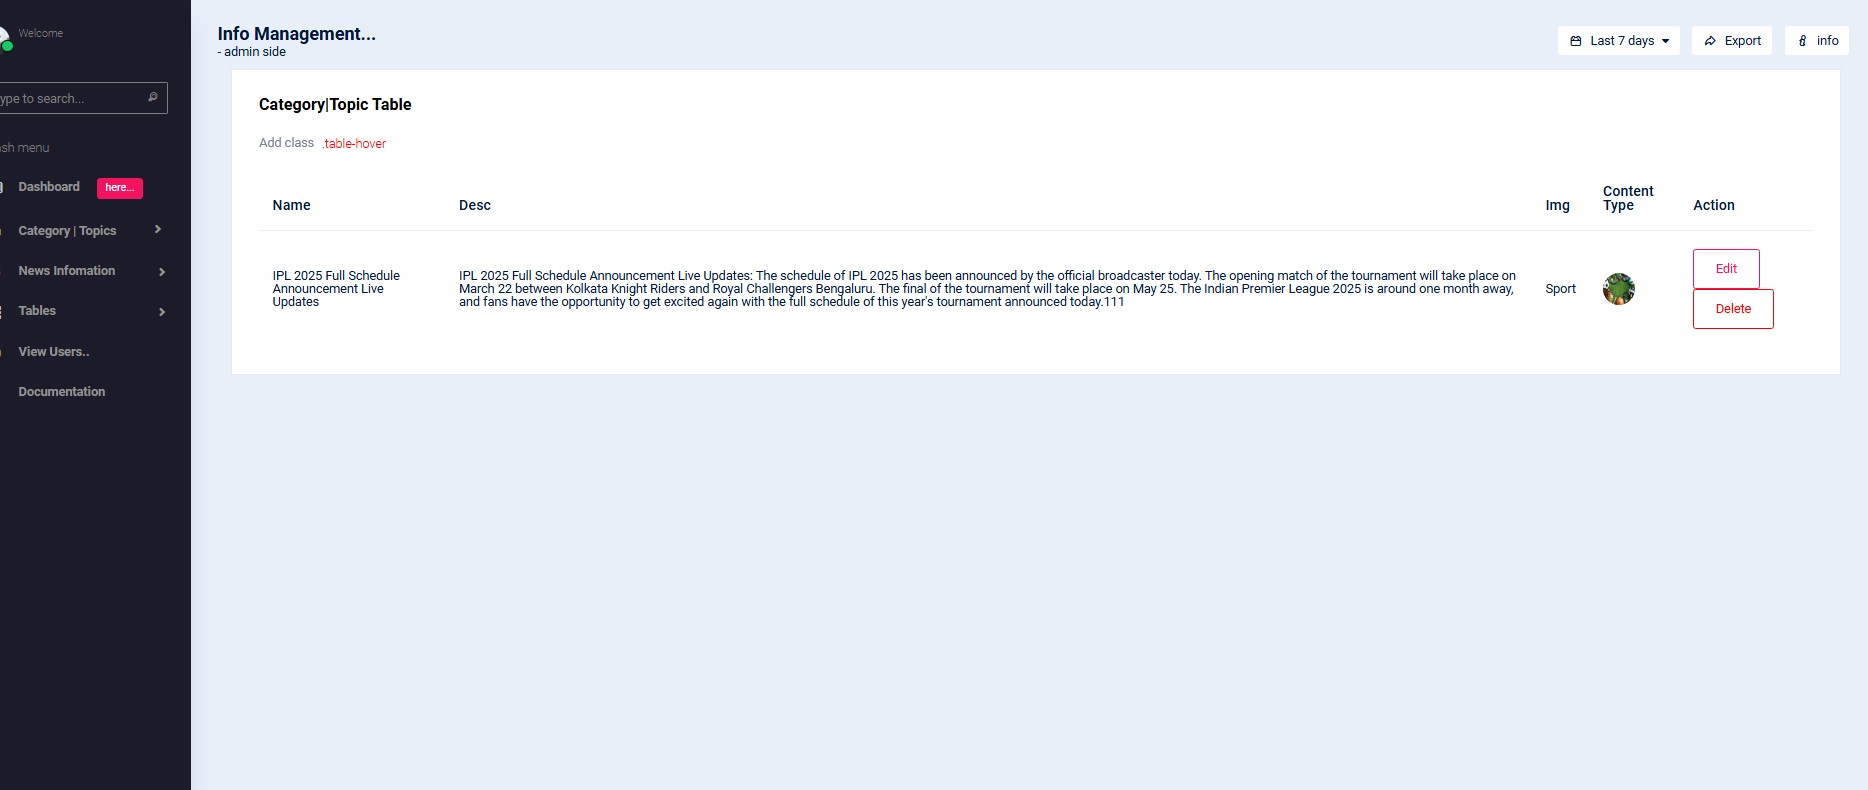 Welcome
ype to search...
sh menu
Dashboard here...
Category | Topics
News Infomation
Tables
View Users..
Documentation
Info Management...
- admin side
Last 7 days
Export
info
Category|Topic Table
Add class .table-hover
Name Desc Img Content Type Action
IPL 2025 Full Schedule
Announcement Live
Updates
IPL 2025 Full Schedule Announcement Live Updates: The schedule of IPL 2025 has been announced by the official broadcaster today. The opening match of the tournament will take place on
March 22 between Kolkata Knight Riders and Royal Challengers Bengaluru. The final of the tournament will take place on May 25. The Indian Premier League 2025 is around one month away,
and fans have the opportunity to get excited again with the full schedule of this year's tournament announced today.111
Sport
Edit
Delete